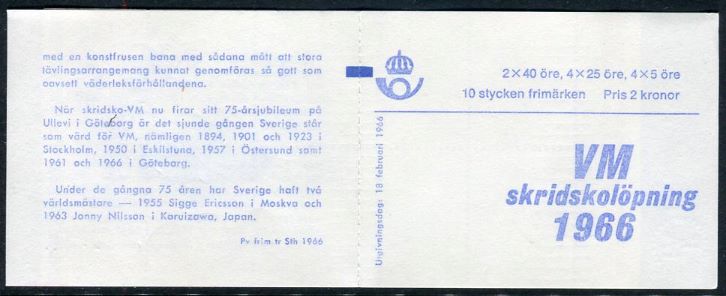 med en konstfrusen bana med sådana mått att stora
tävlingsarrangemang kunnat genomföras så gott som
oavsett väderleksförhållandena.
När skridsko-VM nu firar sitt 75-årsjubileum på
Ullevi i Göteborg är det sjunde gången Sverige står
som värd för VM, nämligen 1894, 1901 och 1923 i
Stockholm, 1950 i Eskilstuna, 1957 i Östersund samt
1961 och 1966 i Göteborg.
Under de gångna 75 åren har Sverige haft två
världsmästare — 1955 Sigge Ericsson i Moskva och
1963 Jonny Nilsson i Karuizawa, Japan.
Pv frim tr Sth 1966
Utgivningsdag: 18 februari 1966
2×40 öre, 4×25 öre, 4×5 öre
10 stycken frimärken Pris 2 kronor
VM
skridskolöpning
1966